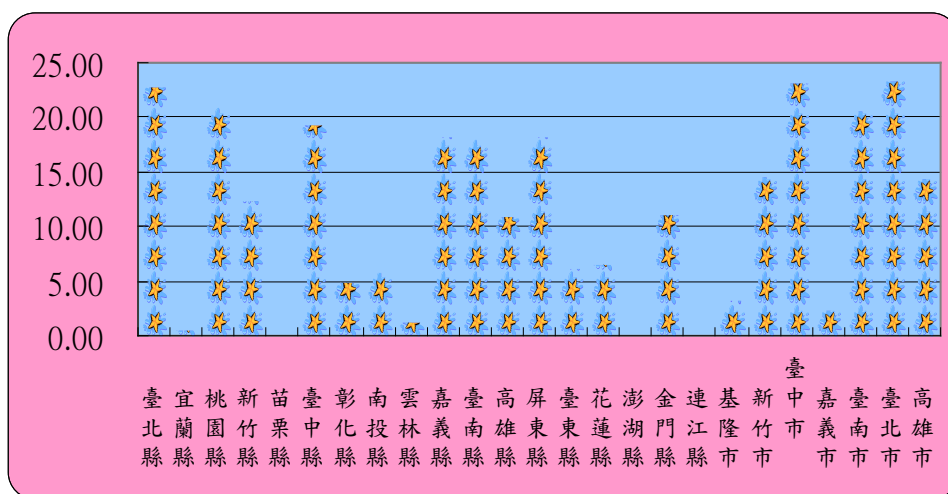 25.00
20.00
15.00
10.00
5.00
0.00
臺北縣
宜蘭縣
桃園縣
新竹縣
苗栗縣
臺中縣
彰化縣
南投縣
雲林縣
嘉義縣
臺南縣
高雄縣
屏東縣
臺東縣
花蓮縣
澎湖縣
金門縣
連江縣
基隆市
新竹市
臺中市
嘉義市
臺南市
臺北市
高雄市